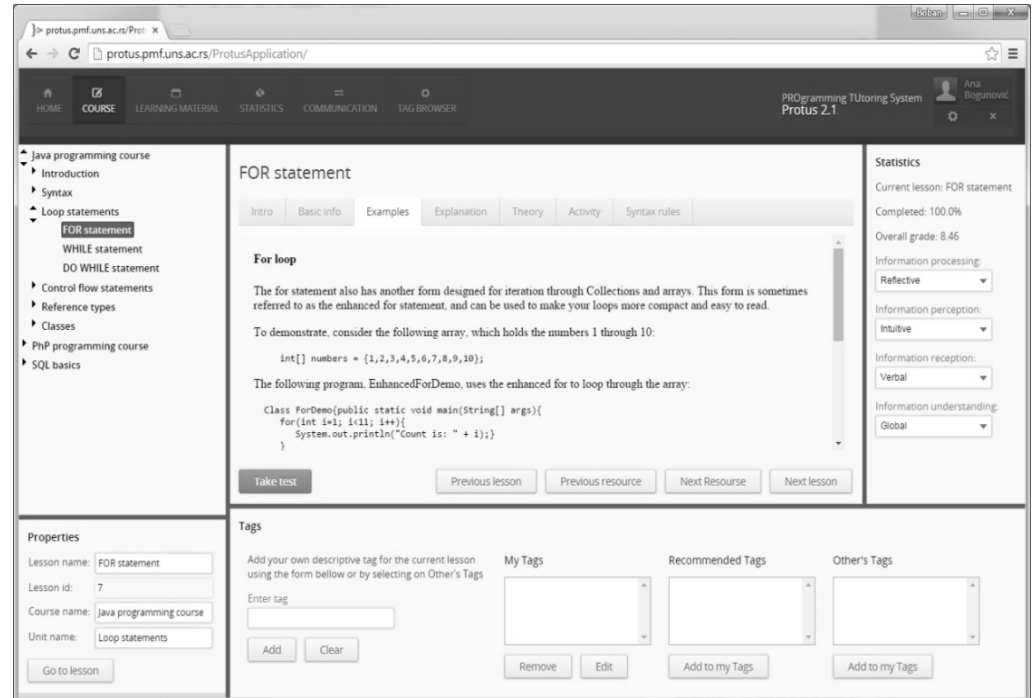 Boban
}> protus.pmf.uns.ac.rs/Prot x
protus.pmf.uns.ac.rs/ProtusApplication/
HOME COURSE LEARNING MATERIAL STATISTICS COMMUNICATION TAG BROWSER
PROgramming TUtoring System
Protus 2.1
Ana
Bogunović
Java programming course
Introduction
Syntax
Loop statements
FOR statement
WHILE statement
DO WHILE statement
Control flow statements
Reference types
Classes
PhP programming course
SQL basics
FOR statement
Intro Basic info Examples Explanation Theory Activity Syntax rules
For loop
The for statement also has another form designed for iteration through Collections and arrays. This form is sometimes
referred to as the enhanced for statement, and can be used to make your loops more compact and easy to read.
To demonstrate, consider the following array, which holds the numbers 1 through 10:
int[] numbers = {1,2,3,4,5,6,7,8,9,10};
The following program, EnhancedForDemo, uses the enhanced for to loop through the array:
Class ForDemo{public static void main(String[] args){
for(int i=1; i<11; i++){
System.out.println("Count is: " + i);}
}
Take test Previous lesson Previous resource Next Resourse Next lesson
Statistics
Current lesson: FOR statement
Completed: 100.0%
Overall grade: 8.46
Information processing:
Reflective
Information perception:
Intuitive
Information reception:
Verbal
Information understanding:
Global
Properties
Lesson name: FOR statement
Lesson id: 7
Course name: Java programming course
Unit name: Loop statements
Go to lesson
Tags
Add your own descriptive tag for the current lesson
using the form bellow or by selecting on Other's Tags
Enter tag
Add Clear
My Tags
Remove Edit
Recommended Tags
Add to my Tags
Other's Tags
Add to my Tags